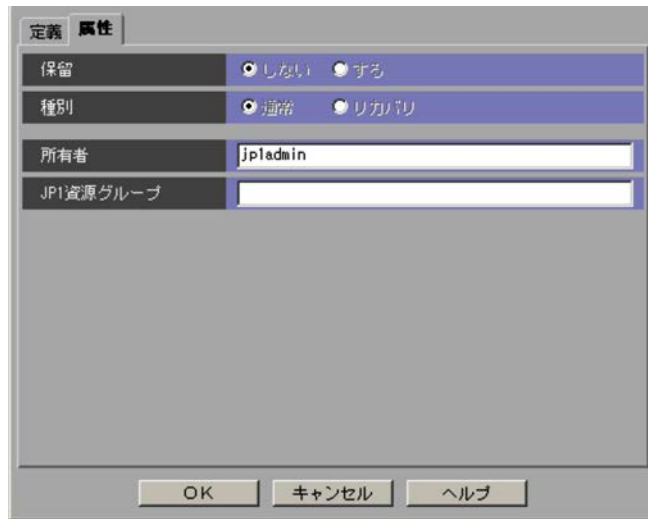 定義 属性
保留 しない する
種別 通常 リカバリ
所有者 jp1admin
JP1資源グループ
OK キャンセル ヘルプ